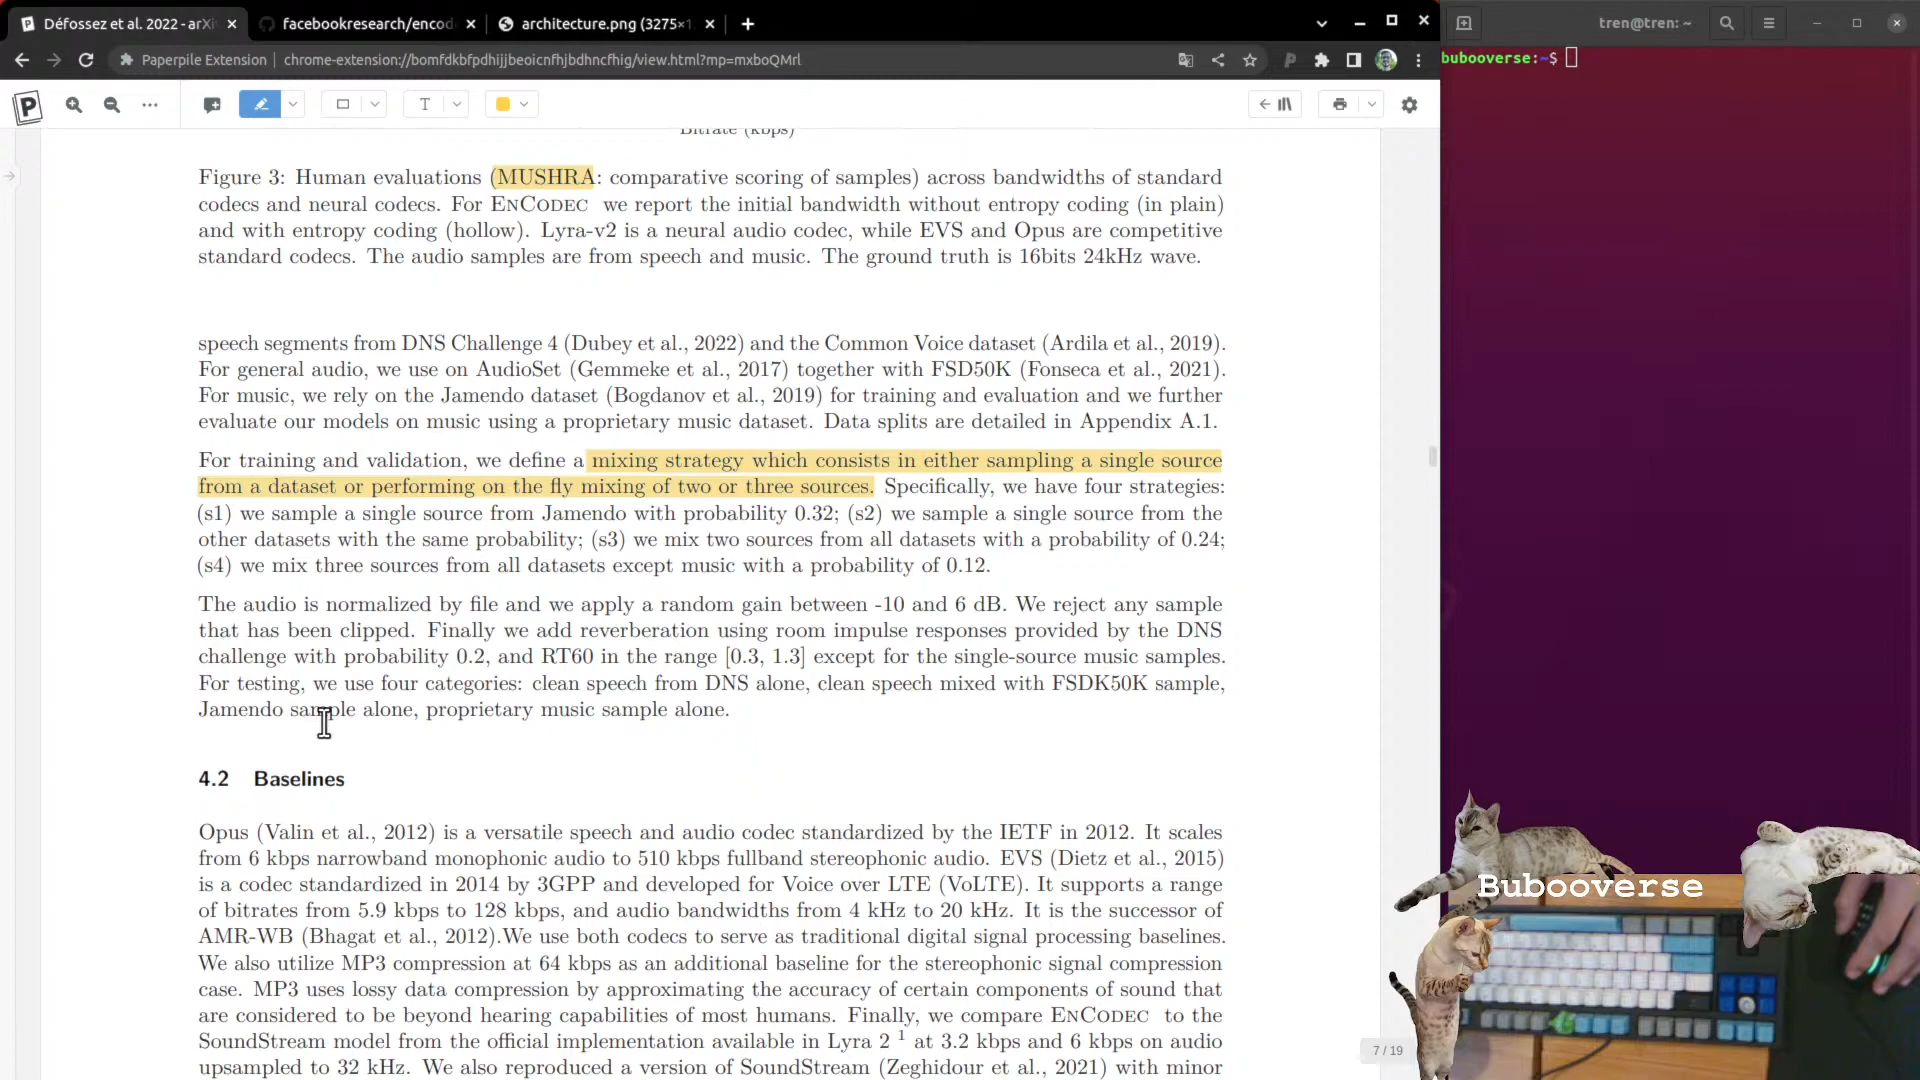 Défossez et al. 2022 - arXi
facebookresearch/encod
architecture.png (3275×1
tren@tren: ~
Paperpile Extension
chrome-extension://bomfdkbfpdhijjbeoicnfhjbdhncfhig/view.html?mp=mxboQMrl
bubooverse:~$
P
T
Bitrate (kbps)
Figure 3: Human evaluations (MUSHRA: comparative scoring of samples) across bandwidths of standard
codecs and neural codecs. For ENCODEC we report the initial bandwidth without entropy coding (in plain)
and with entropy coding (hollow). Lyra-v2 is a neural audio codec, while EVS and Opus are competitive
standard codecs. The audio samples are from speech and music. The ground truth is 16bits 24kHz wave.
speech segments from DNS Challenge 4 (Dubey et al., 2022) and the Common Voice dataset (Ardila et al., 2019).
For general audio, we use on AudioSet (Gemmeke et al., 2017) together with FSD50K (Fonseca et al., 2021).
For music, we rely on the Jamendo dataset (Bogdanov et al., 2019) for training and evaluation and we further
evaluate our models on music using a proprietary music dataset. Data splits are detailed in Appendix A.1.
For training and validation, we define a mixing strategy which consists in either sampling a single source
from a dataset or performing on the fly mixing of two or three sources. Specifically, we have four strategies:
(s1) we sample a single source from Jamendo with probability 0.32; (s2) we sample a single source from the
other datasets with the same probability; (s3) we mix two sources from all datasets with a probability of 0.24;
(s4) we mix three sources from all datasets except music with a probability of 0.12.
The audio is normalized by file and we apply a random gain between -10 and 6 dB. We reject any sample
that has been clipped. Finally we add reverberation using room impulse responses provided by the DNS
challenge with probability 0.2, and RT60 in the range [0.3, 1.3] except for the single-source music samples.
For testing, we use four categories: clean speech from DNS alone, clean speech mixed with FSDK50K sample,
Jamendo sample alone, proprietary music sample alone.
4.2 Baselines
Opus (Valin et al., 2012) is a versatile speech and audio codec standardized by the IETF in 2012. It scales
from 6 kbps narrowband monophonic audio to 510 kbps fullband stereophonic audio. EVS (Dietz et al., 2015)
is a codec standardized in 2014 by 3GPP and developed for Voice over LTE (VoLTE). It supports a range
of bitrates from 5.9 kbps to 128 kbps, and audio bandwidths from 4 kHz to 20 kHz. It is the successor of
AMR-WB (Bhagat et al., 2012).We use both codecs to serve as traditional digital signal processing baselines.
We also utilize MP3 compression at 64 kbps as an additional baseline for the stereophonic signal compression
case. MP3 uses lossy data compression by approximating the accuracy of certain components of sound that
are considered to be beyond hearing capabilities of most humans. Finally, we compare ENCODEC to the
SoundStream model from the official implementation available in Lyra 2 1 at 3.2 kbps and 6 kbps on audio
upsampled to 32 kHz. We also reproduced a version of SoundStream (Zeghidour et al., 2021) with minor
7 / 19
Bubooverse